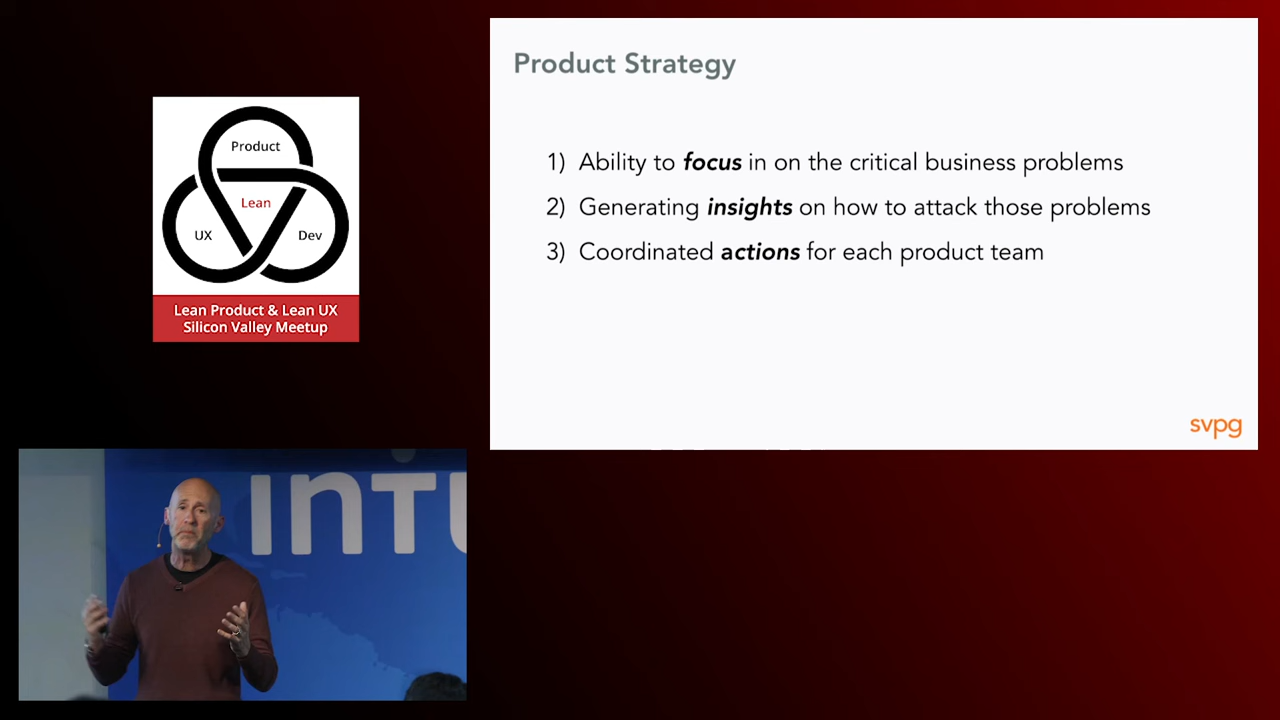 Product Strategy
1) Ability to focus in on the critical business problems
2) Generating insights on how to attack those problems
3) Coordinated actions for each product team
svpg
Product
Lean
UX Dev
Lean Product & Lean UX
Silicon Valley Meetup
INTU